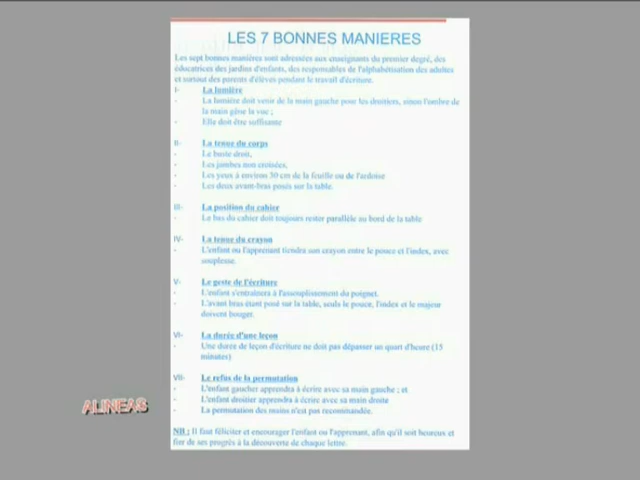 LES 7 BONNES MANIERES
Les sept bonnes manières sont adressées aux enseignants du premier degré, des
éducatrices des jardins d'enfants, des responsables de l'alphabétisation des adultes
et surtout des parents d'élèves pendant le travail d'écriture.
I- La lumière
- La lumière doit venir de la main gauche pour les droitiers, sinon l'ombre de
la main gêne la vue ;
- Elle doit être suffisante
II- La tenue du corps
- Le buste droit,
- Les jambes non croisées,
- Les yeux à environ 30 cm de la feuille ou de l'ardoise
- Les deux avant-bras posés sur la table.
III- La position du cahier
- Le bas du cahier doit toujours rester parallèle au bord de la table
IV- La tenue du crayon
- L'enfant ou l'apprenant tiendra son crayon entre le pouce et l'index, avec
souplesse.
V- Le geste de l'écriture
- L'enfant s'entraînera à l'assouplissement du poignet.
- L'avant bras étant posé sur la table, seuls le pouce, l'index et le majeur
doivent bouger.
VI- La durée d'une leçon
- Une durée de leçon d'écriture ne doit pas dépasser un quart d'heure (15
minutes)
VII- Le refus de la permutation
- L'enfant gaucher apprendra à écrire avec sa main gauche ; et
- L'enfant droitier apprendra à écrire avec sa main droite
- La permutation des mains n'est pas recommandée.
NB : Il faut féliciter et encourager l'enfant ou l'apprenant, afin qu'il soit heureux et
fier de ses progrès à la découverte de chaque lettre.
ALINEAS